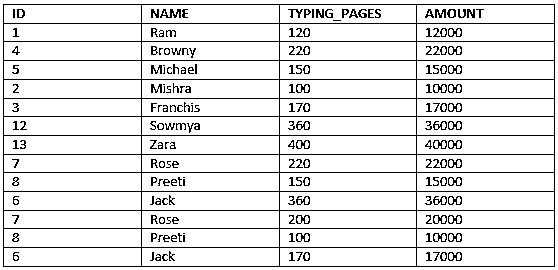 ID NAME TYPING_PAGES AMOUNT
1 Ram 120 12000
4 Browny 220 22000
5 Michael 150 15000
2 Mishra 100 10000
3 Franchis 170 17000
12 Sowmya 360 36000
13 Zara 400 40000
7 Rose 220 22000
8 Preeti 150 15000
6 Jack 360 36000
7 Rose 200 20000
8 Preeti 100 10000
6 Jack 170 17000